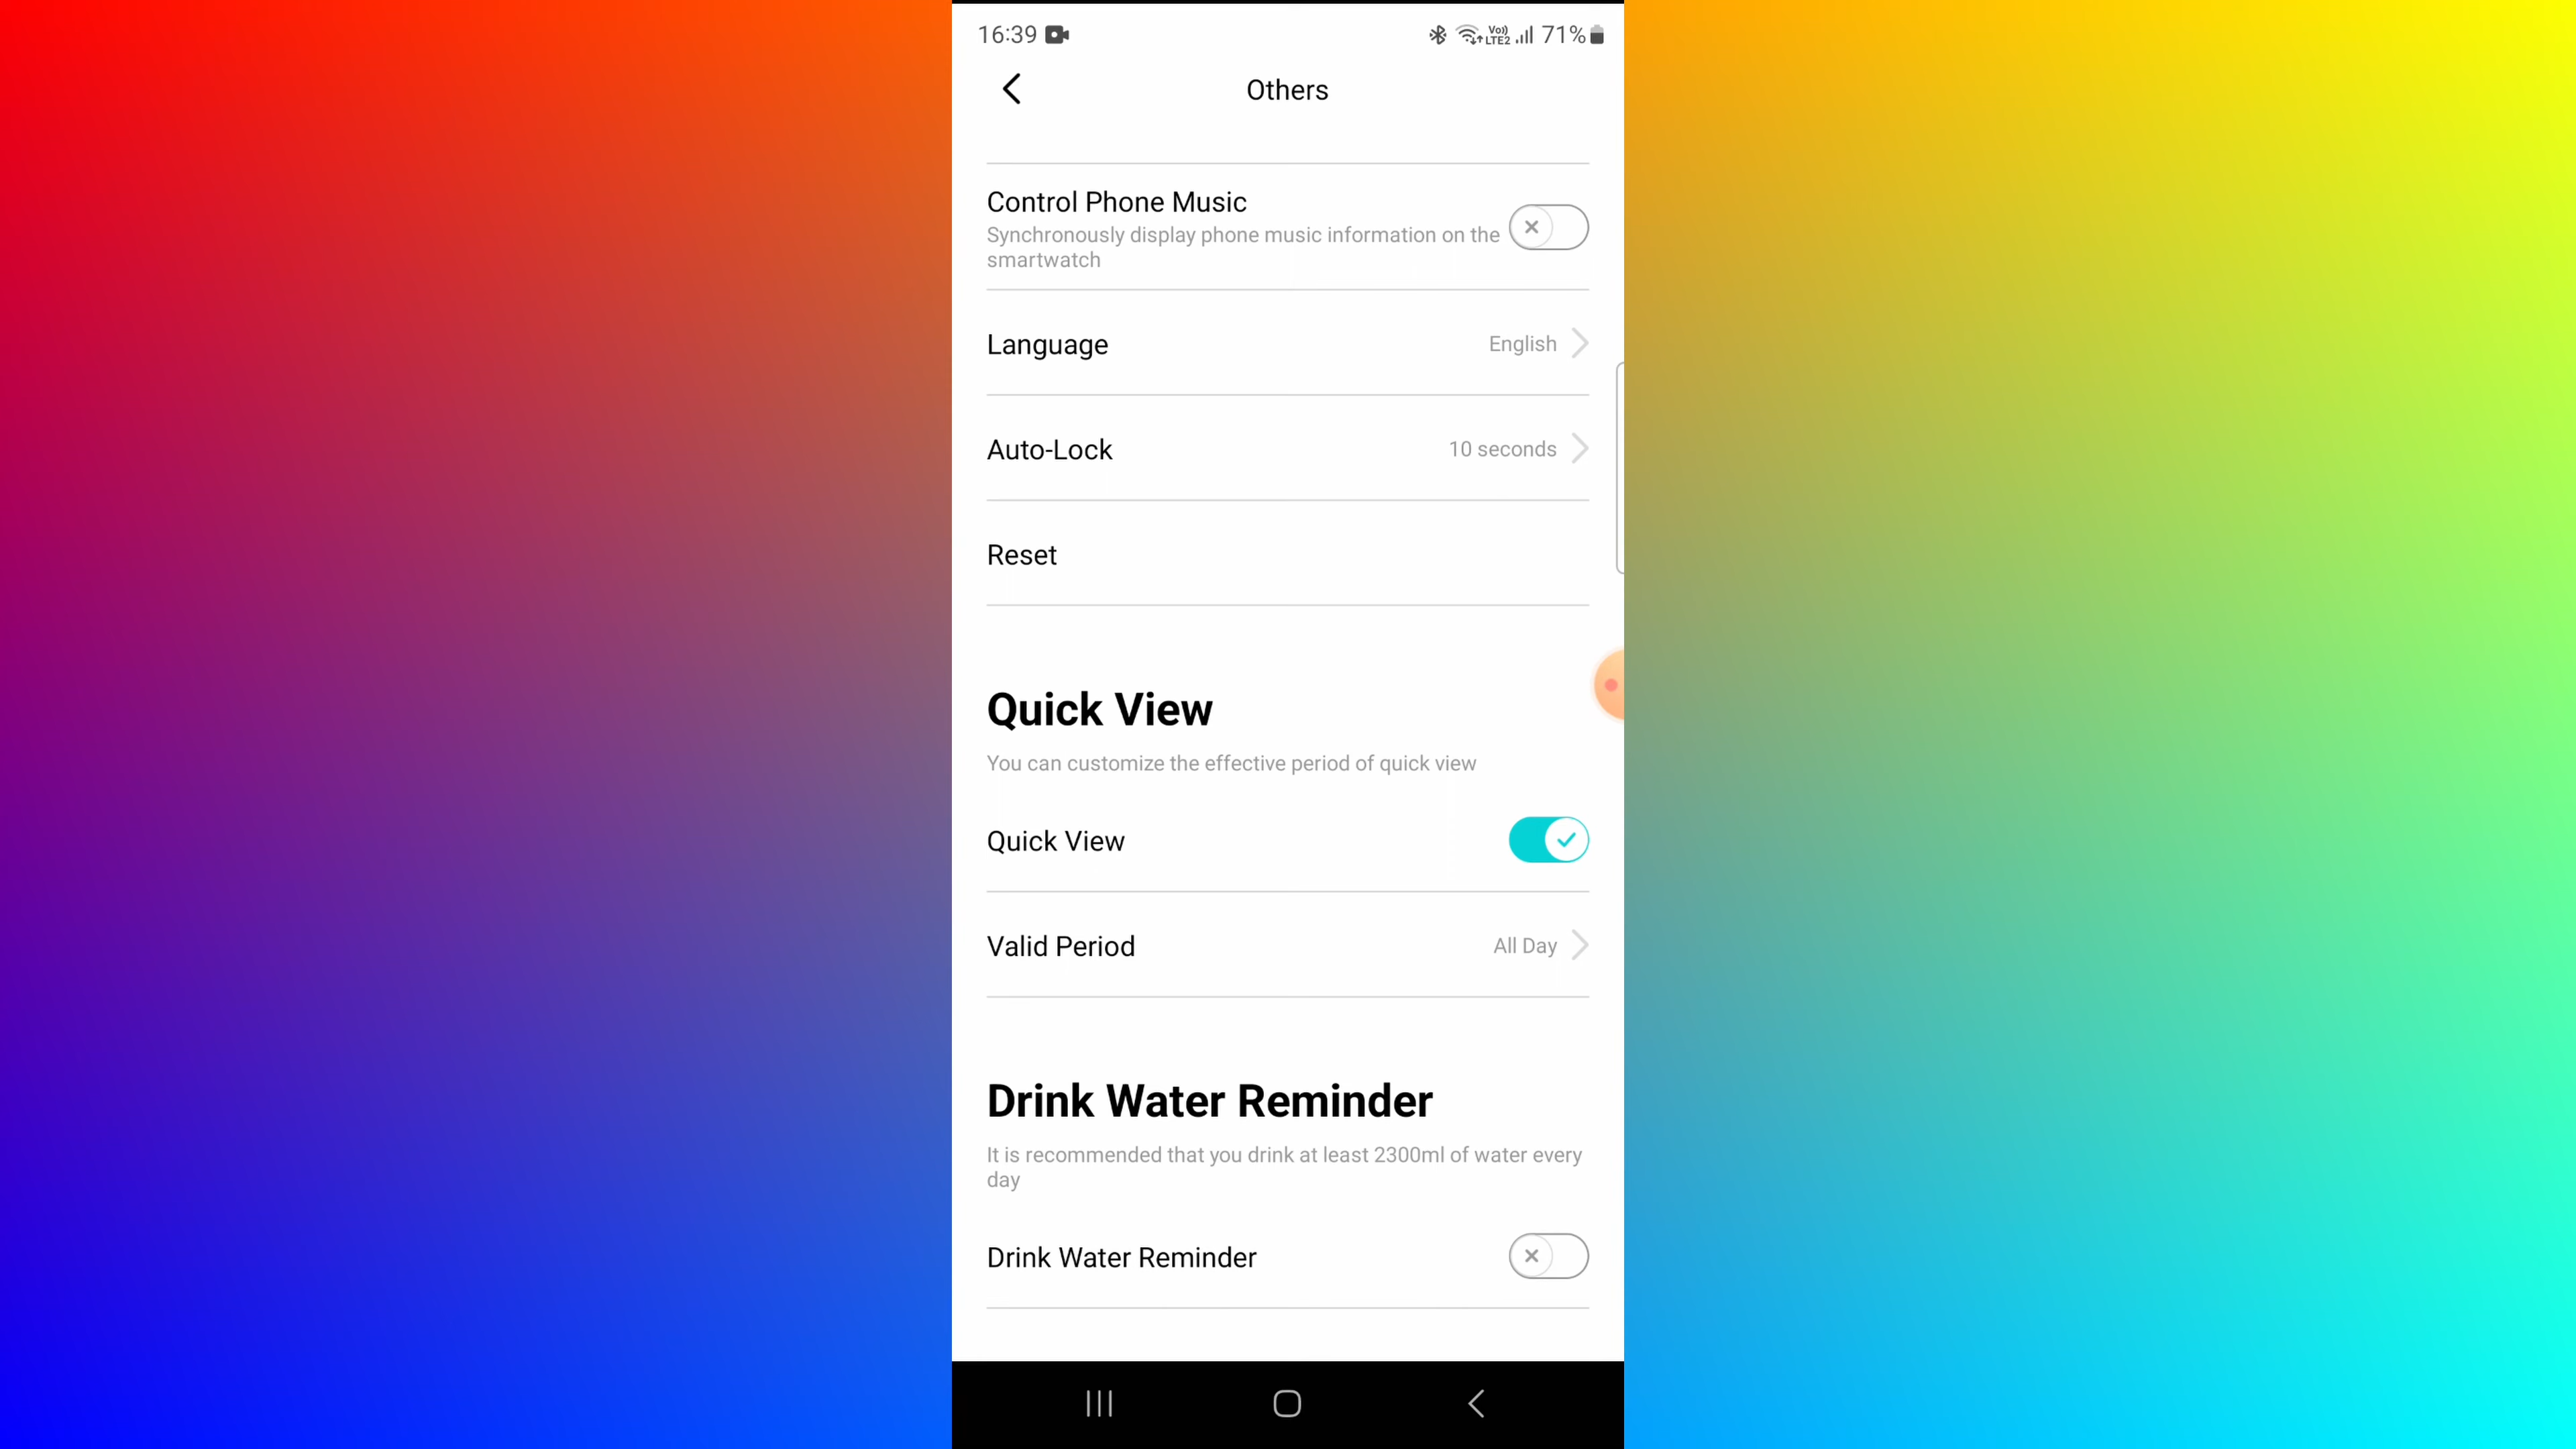 16:39
Vo))
LTE2
71%
Others
Control Phone Music
Synchronously display phone music information on the
smartwatch
Language
English
Auto-Lock
10 seconds
Reset
Quick View
You can customize the effective period of quick view
Quick View
Valid Period
All Day
Drink Water Reminder
It is recommended that you drink at least 2300ml of water every
day
Drink Water Reminder